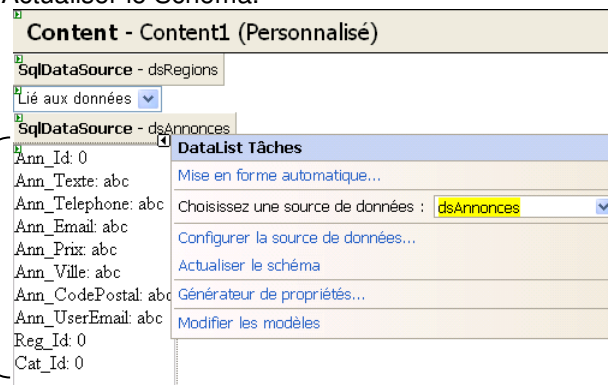 Actualiser le Schéma.
Content - Content1 (Personnalisé)
SqlDataSource - dsRegions
Lié aux données
SqlDataSource - dsAnnonces
DataList Tâches
Ann_Id: 0
Mise en forme automatique...
Ann_Texte: abc
Ann_Telephone: abc
Choisissez une source de données : dsAnnonces
Ann_Email: abc
Configurer la source de données...
Ann_Prix: abc
Actualiser le schéma
Ann_Ville: abc
Ann_CodePostal: abc
Générateur de propriétés...
Ann_UserEmail: abc
Modifier les modèles
Reg_Id: 0
Cat_Id: 0